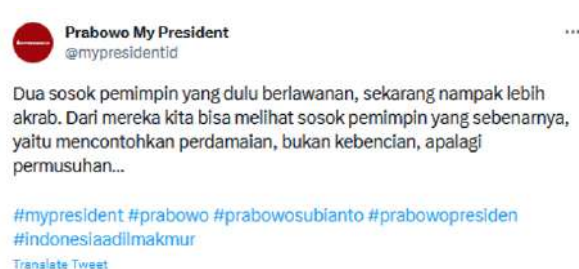 Prabowo My President
@mypresidentid
Dua sosok pemimpin yang dulu berlawanan, sekarang nampak lebih
akrab. Dari mereka kita bisa melihat sosok pemimpin yang sebenarnya,
yaitu mencontohkan perdamaian, bukan kebencian, apalagi
permusuhan...
#mypresident #prabowo #prabowosubianto #prabowopresiden
#indonesiaadilmakmur
Translate Tweet